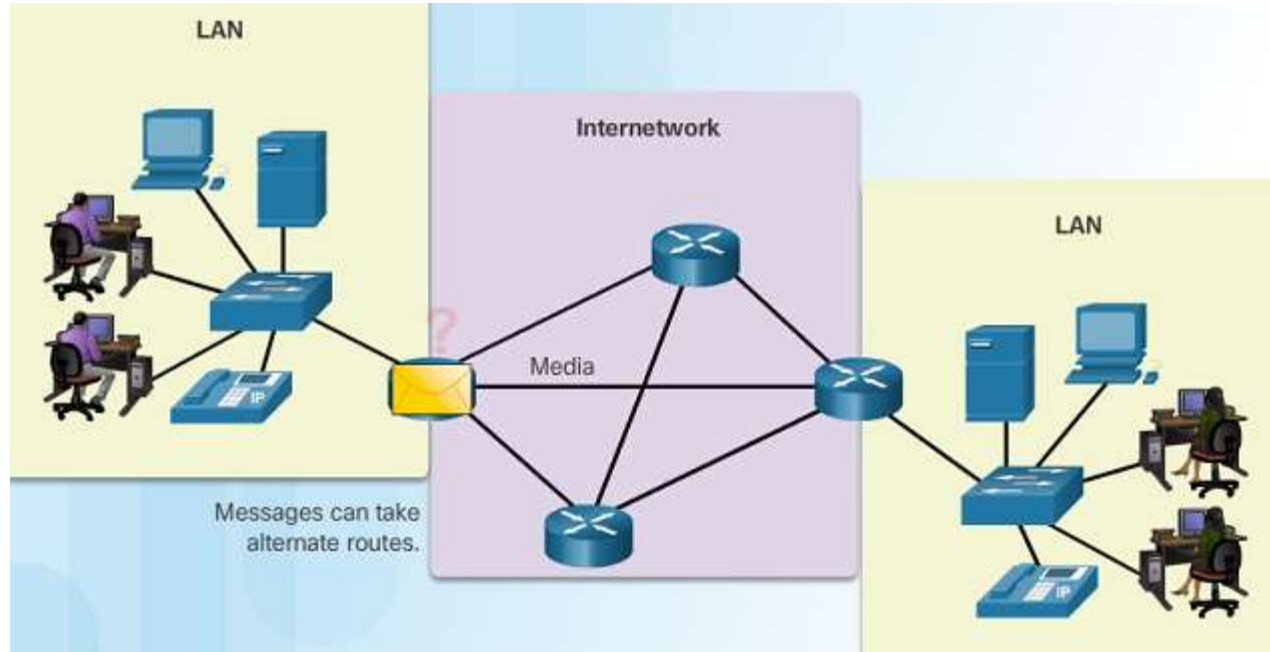 LAN
Internetwork
LAN
?
Media
IP
Messages can take
alternate routes.
IP